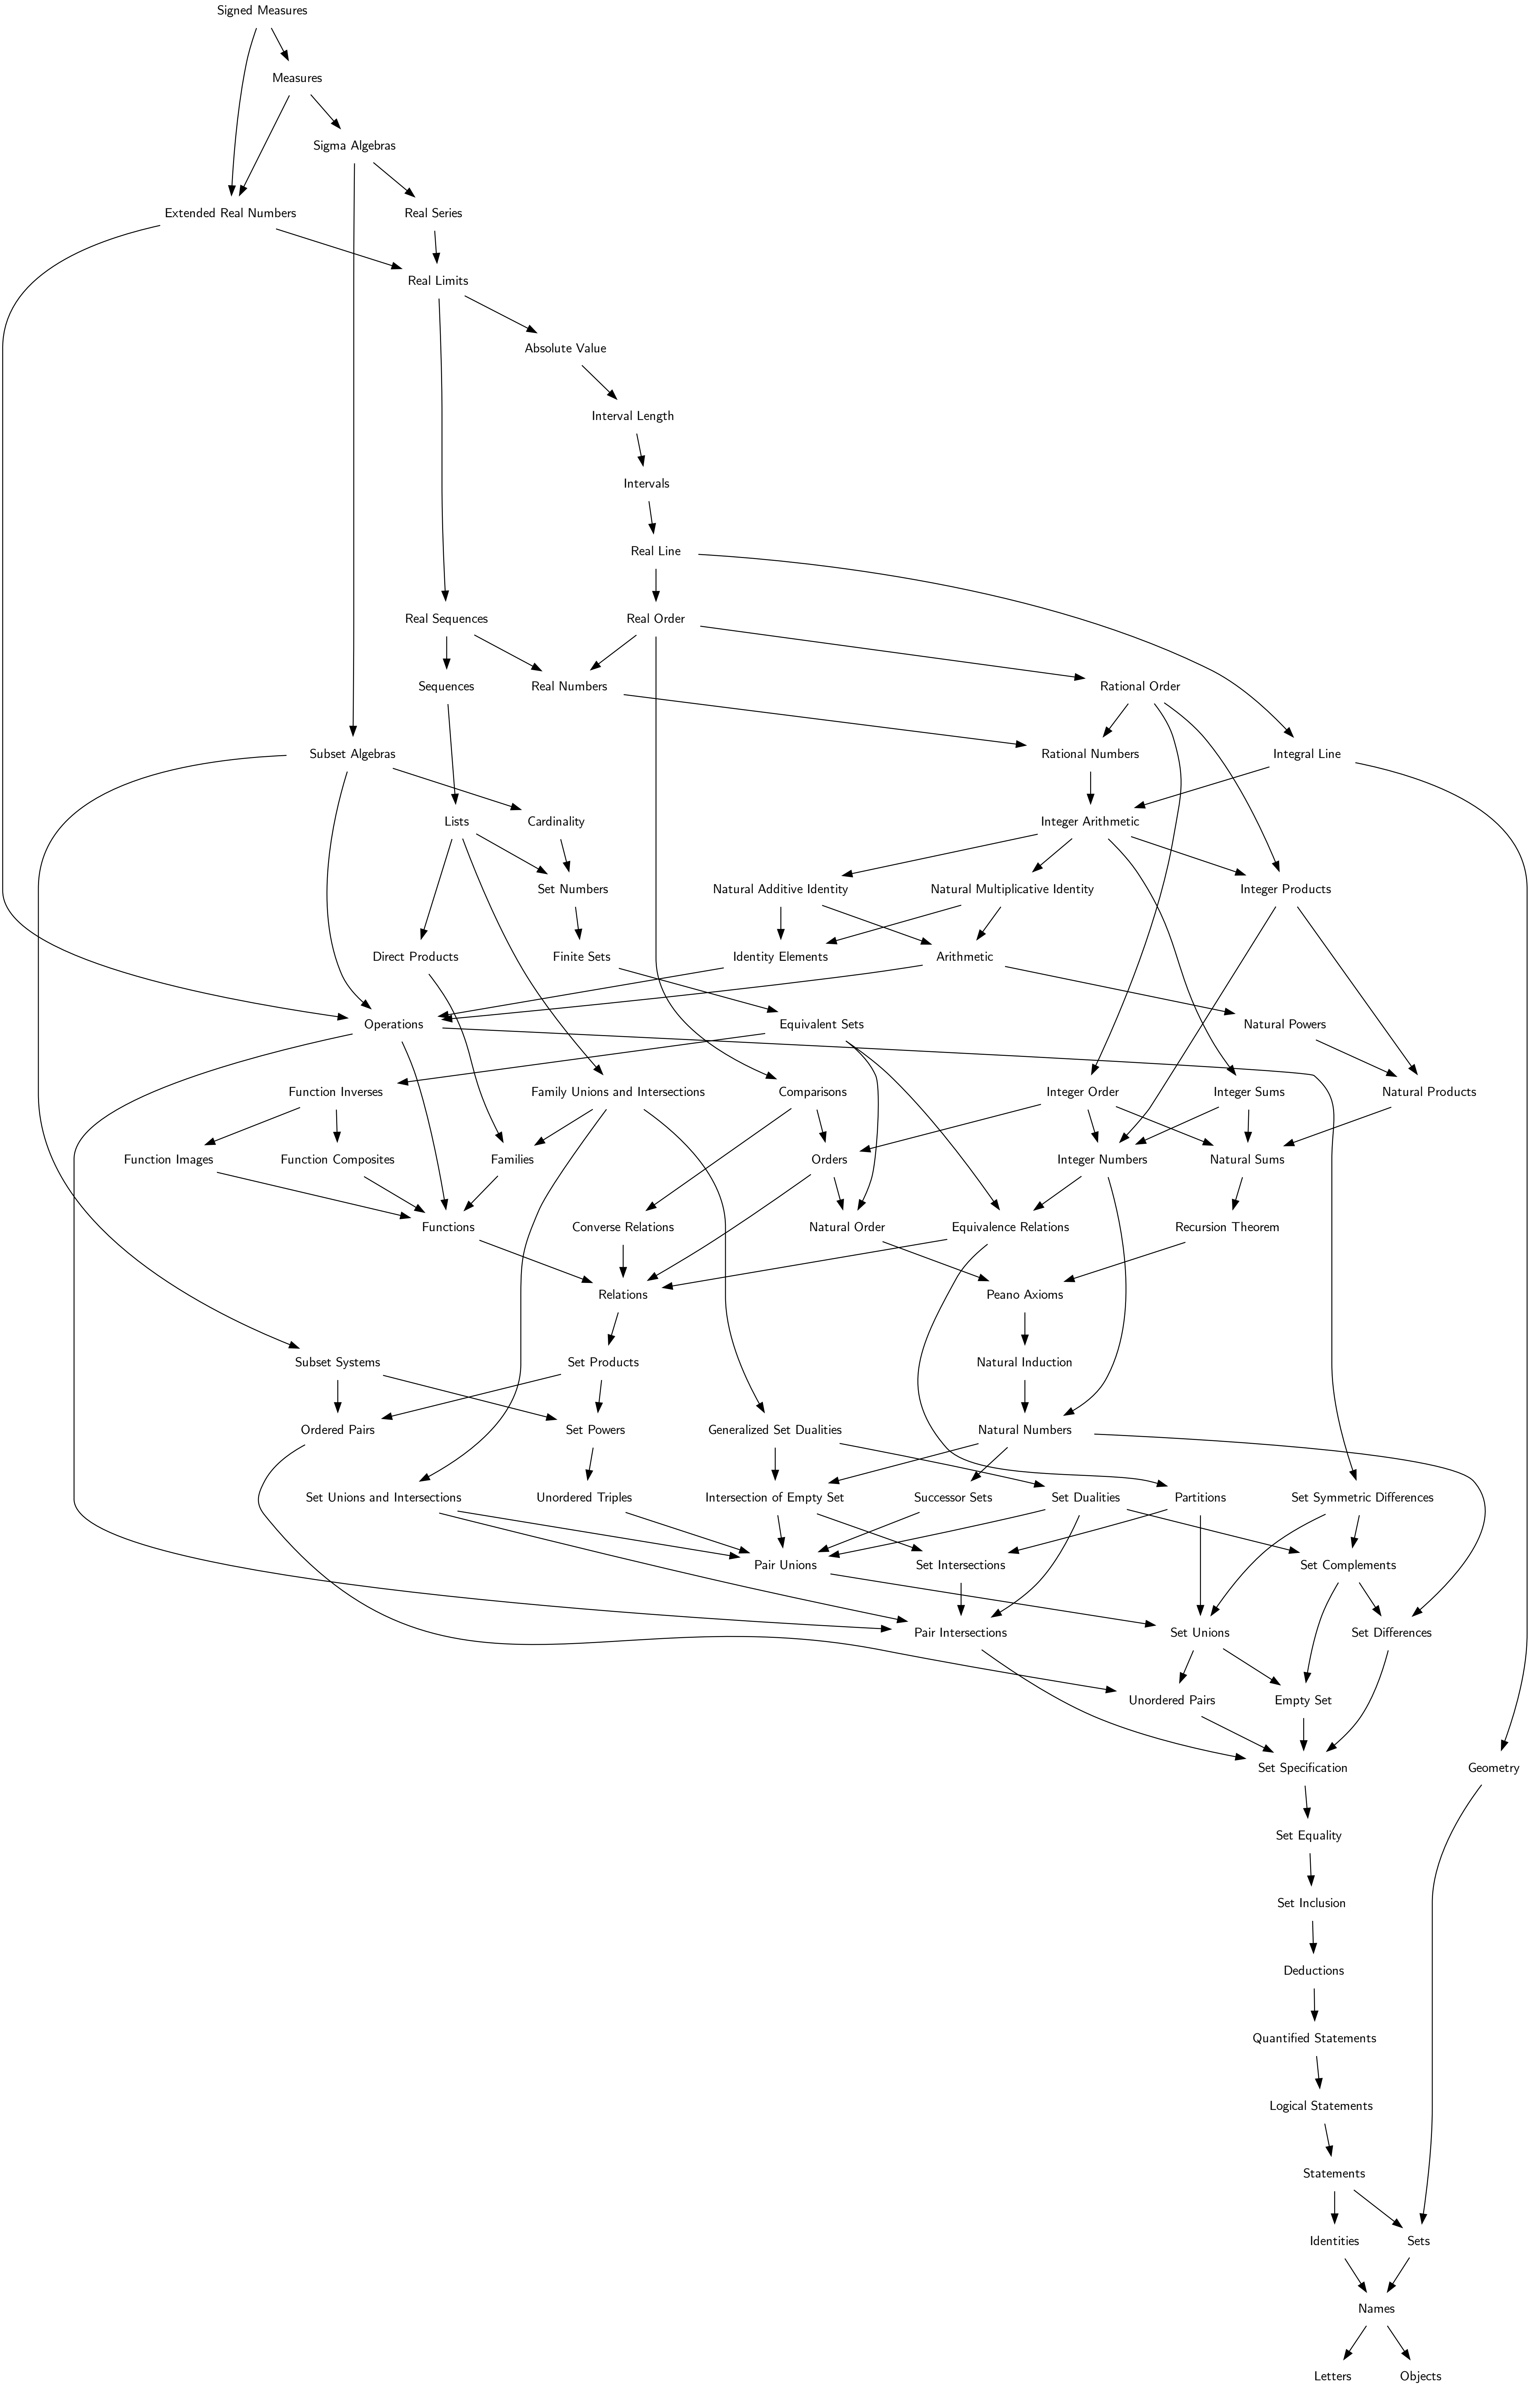 Signed Measures
Measures
Sigma Algebras
Extended Real Numbers
Real Series
Real Limits
Absolute Value
Interval Length
Intervals
Real Line
Real Sequences
Real Order
Sequences
Real Numbers
Rational Order
Subset Algebras
Rational Numbers
Integral Line
Lists
Cardinality
Integer Arithmetic
Set Numbers
Natural Additive Identity
Natural Multiplicative Identity
Integer Products
Direct Products
Finite Sets
Identity Elements
Arithmetic
Operations
Equivalent Sets
Natural Powers
Function Inverses
Family Unions and Intersections
Comparisons
Integer Order
Integer Sums
Natural Products
Function Images
Function Composites
Families
Orders
Integer Numbers
Natural Sums
Functions
Converse Relations
Natural Order
Equivalence Relations
Recursion Theorem
Relations
Peano Axioms
Subset Systems
Set Products
Natural Induction
Ordered Pairs
Set Powers
Generalized Set Dualities
Natural Numbers
Set Unions and Intersections
Unordered Triples
Intersection of Empty Set
Successor Sets
Set Dualities
Partitions
Set Symmetric Differences
Pair Unions
Set Intersections
Set Complements
Pair Intersections
Set Unions
Set Differences
Unordered Pairs
Empty Set
Set Specification
Geometry
Set Equality
Set Inclusion
Deductions
Quantified Statements
Logical Statements
Statements
Identities
Sets
Names
Letters
Objects